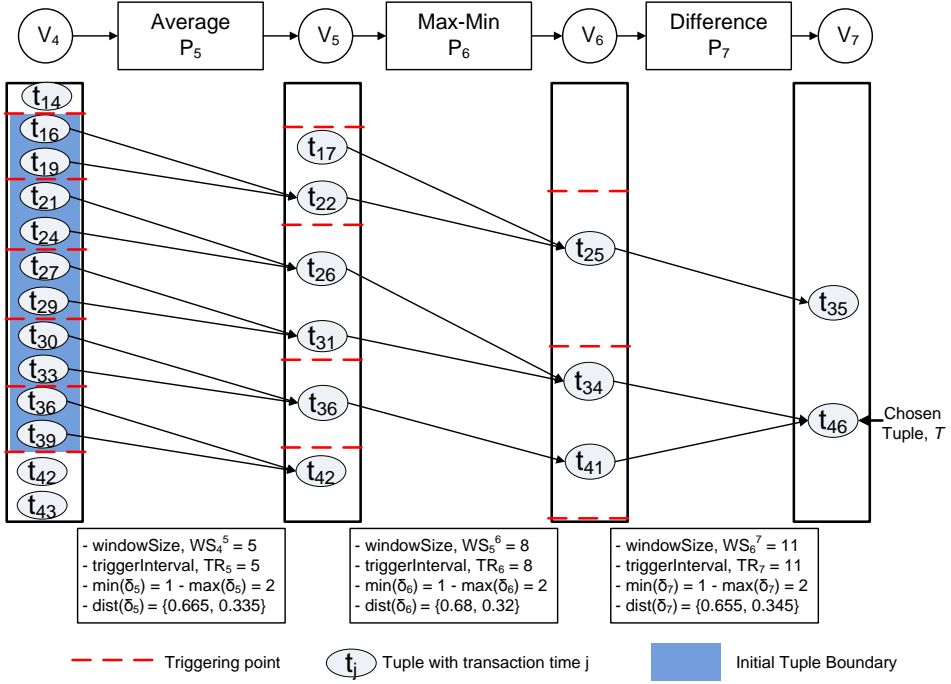 V4 Average P5 V5 Max-Min P6 V6 Difference P7 V7
t14
t16
t19
t21
t24
t27
t29
t30
t33
t36
t39
t42
t43
t17
t22
t26
t31
t36
t42
t25
t34
t41
t35
t46
Chosen
Tuple, T
- windowSize, WS4^5 = 5
- triggerInterval, TR5 = 5
- min(δ5) = 1 - max(δ5) = 2
- dist(δ5) = {0.665, 0.335}
- windowSize, WS5^6 = 8
- triggerInterval, TR6 = 8
- min(δ6) = 1 - max(δ6) = 2
- dist(δ6) = {0.68, 0.32}
- windowSize, WS6^7 = 11
- triggerInterval, TR7 = 11
- min(δ7) = 1 - max(δ7) = 2
- dist(δ7) = {0.655, 0.345}
Triggering point
tj
Tuple with transaction time j
Initial Tuple Boundary